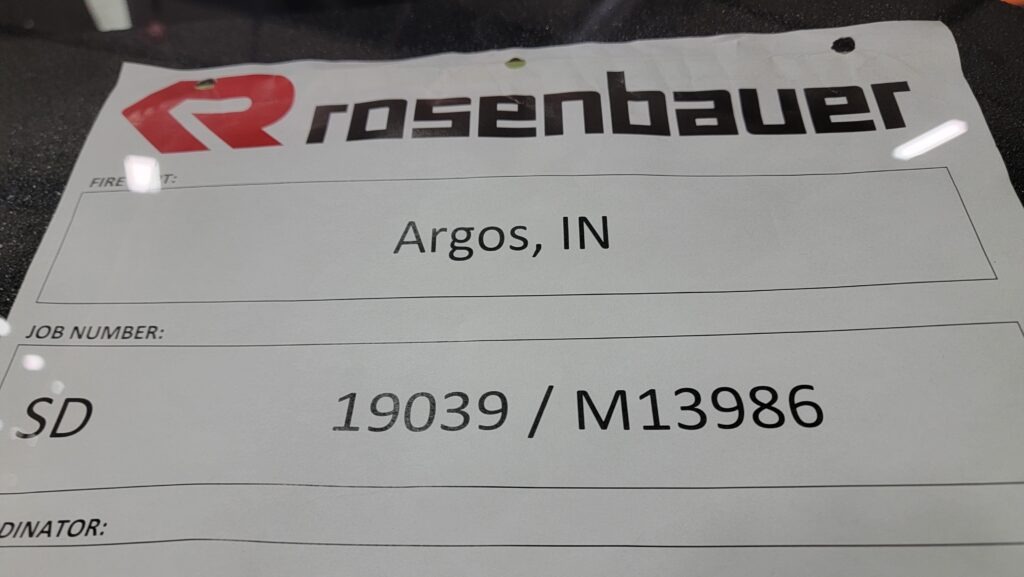 rosenbauer
Argos, IN
JOB NUMBER:
SD 19039 / M13986
DINATOR: